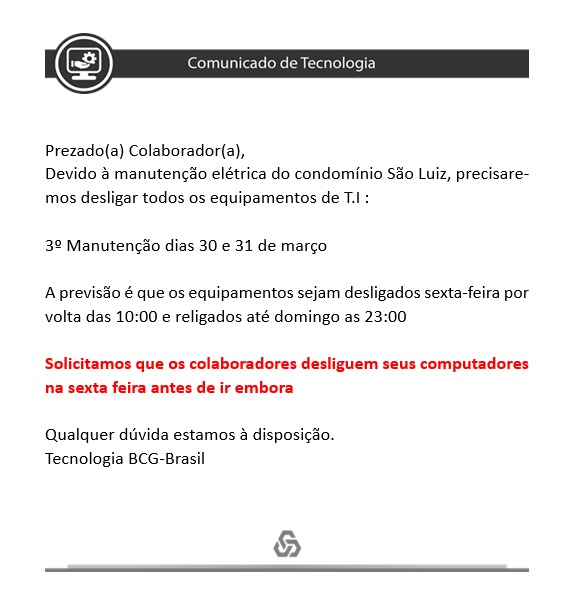 Comunicado de Tecnologia
Prezado(a) Colaborador(a),
Devido à manutenção elétrica do condomínio São Luiz, precisare-
mos desligar todos os equipamentos de T.I :
3º Manutenção dias 30 e 31 de março
A previsão é que os equipamentos sejam desligados sexta-feira por
volta das 10:00 e religados até domingo as 23:00
Solicitamos que os colaboradores desliguem seus computadores
na sexta feira antes de ir embora
Qualquer dúvida estamos à disposição.
Tecnologia BCG-Brasil